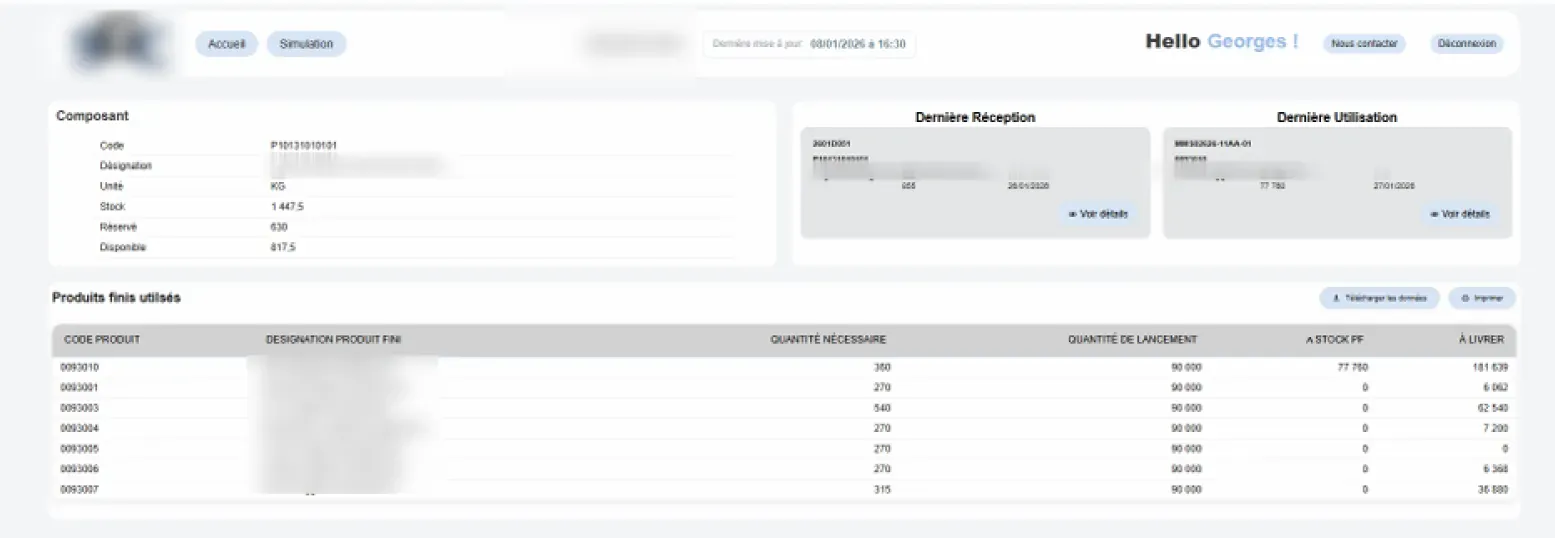 Accueil Simulation Dernière mise à jour 08/01/2026 à 16:30 Hello Georges ! Nous contacter Déconnexion
Composant
Code P10131010101
Désignation
Unité KG
Stock 1 447,5
Réservé 630
Disponible 817,5
Dernière Réception
2601D051
955 26/01/2026
Voir détails
Dernière Utilisation
0093010
77 760 27/01/2026
Voir détails
Produits finis utilsés Télécharger les données Imprimer
CODE PRODUIT DESIGNATION PRODUIT FINI QUANTITÉ NÉCESSAIRE QUANTITÉ DE LANCEMENT STOCK PF À LIVRER
0093010 360 90 000 77 760 181 639
0093001 270 90 000 0 6 062
0093003 540 90 000 0 62 540
0093004 270 90 000 0 7 200
0093005 270 90 000 0 0
0093006 270 90 000 0 6 368
0093007 315 90 000 0 36 880